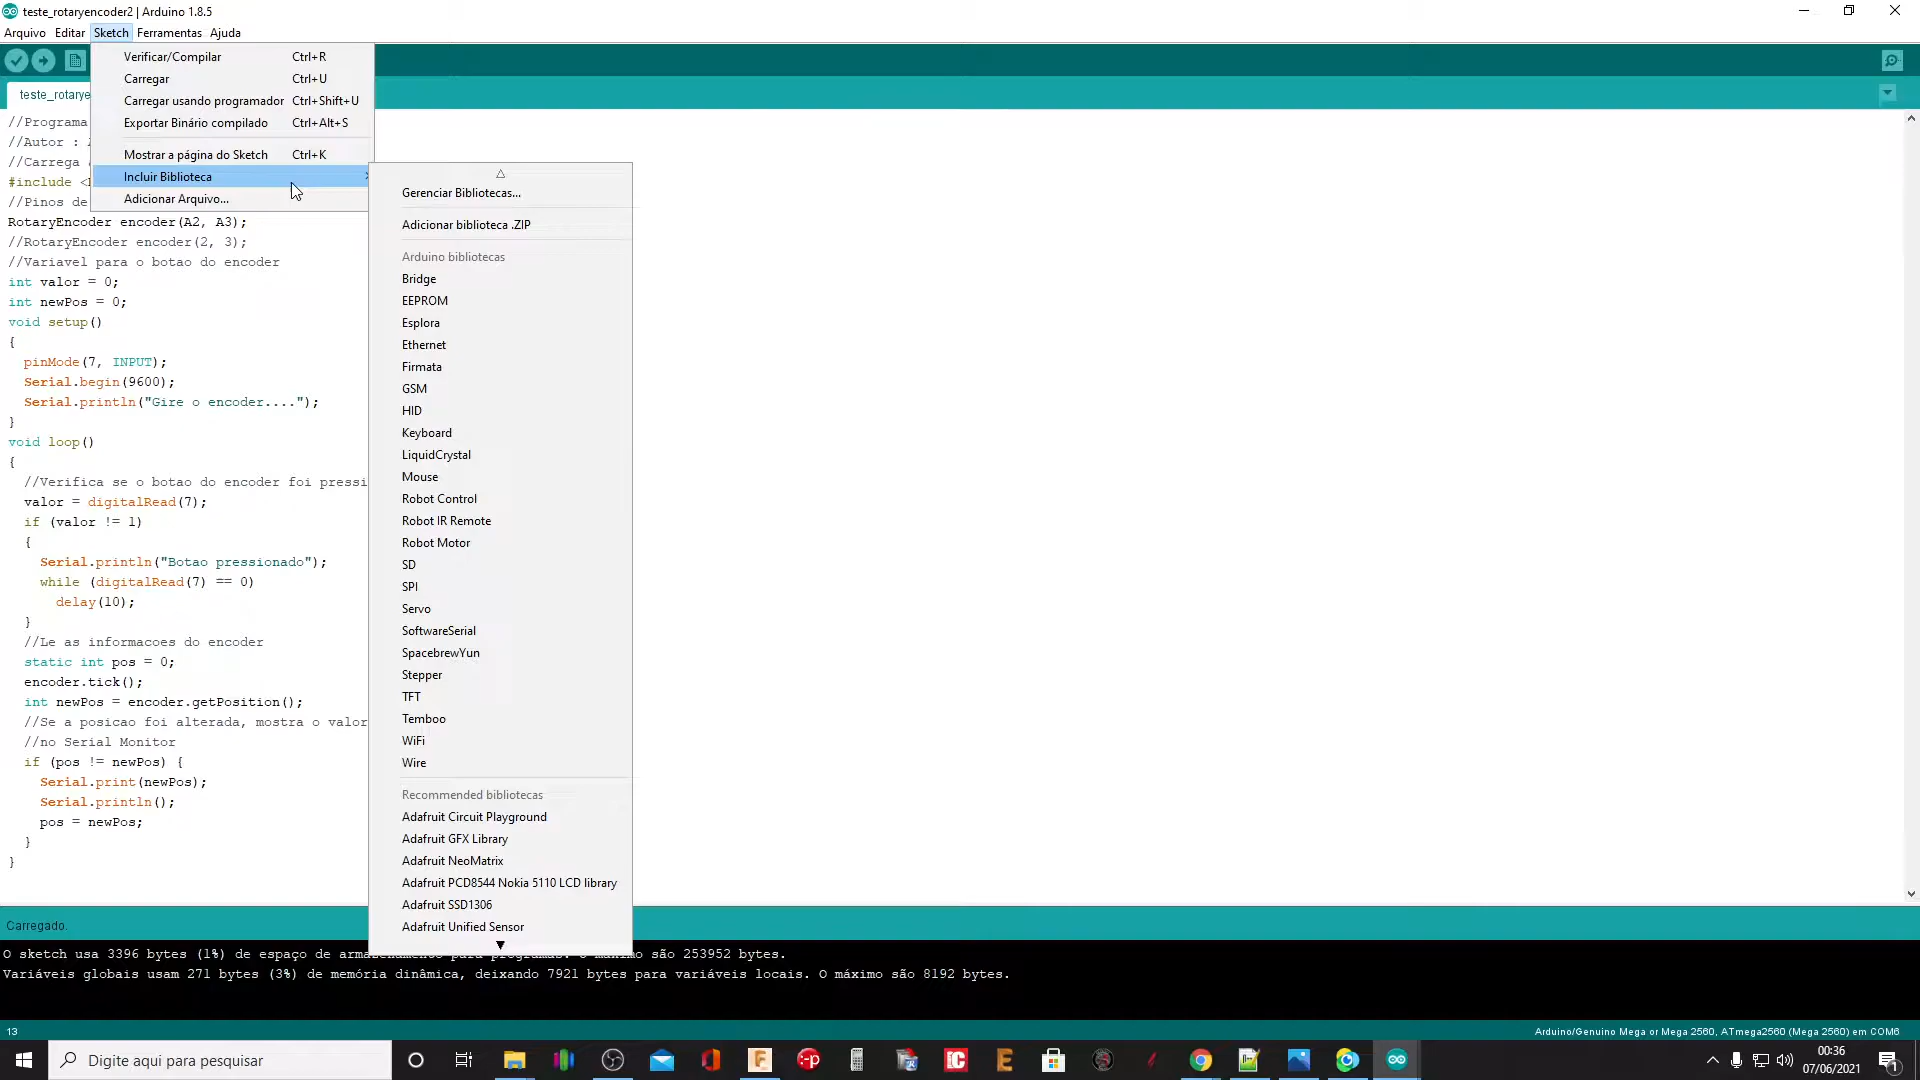 teste_rotaryencoder2 | Arduino 1.8.5
Arquivo Editar Sketch Ferramentas Ajuda
Verificar/Compilar Ctrl+R
Carregar Ctrl+U
Carregar usando programador Ctrl+Shift+U
Exportar Binário compilado Ctrl+Alt+S
Mostrar a página do Sketch Ctrl+K
Incluir Biblioteca
Adicionar Arquivo...
Gerenciar Bibliotecas...
Adicionar biblioteca .ZIP
Arduino bibliotecas
Bridge
EEPROM
Esplora
Ethernet
Firmata
GSM
HID
Keyboard
LiquidCrystal
Mouse
Robot Control
Robot IR Remote
Robot Motor
SD
SPI
Servo
SoftwareSerial
SpacebrewYun
Stepper
TFT
Temboo
WiFi
Wire
Recommended bibliotecas
Adafruit Circuit Playground
Adafruit GFX Library
Adafruit NeoMatrix
Adafruit PCD8544 Nokia 5110 LCD library
Adafruit SSD1306
Adafruit Unified Sensor
teste_rotarye
//Programa
//Autor :
//Carrega
#include <
//Pinos de
RotaryEncoder encoder(A2, A3);
//RotaryEncoder encoder(2, 3);
//Variavel para o botao do encoder
int valor = 0;
int newPos = 0;
void setup()
{
pinMode(7, INPUT);
Serial.begin(9600);
Serial.println("Gire o encoder....");
}
void loop()
{
//Verifica se o botao do encoder foi pressi
valor = digitalRead(7);
if (valor != 1)
{
Serial.println("Botao pressionado");
while (digitalRead(7) == 0)
delay(10);
}
//Le as informacoes do encoder
static int pos = 0;
encoder.tick();
int newPos = encoder.getPosition();
//Se a posicao foi alterada, mostra o valor
//no Serial Monitor
if (pos != newPos) {
Serial.print(newPos);
Serial.println();
pos = newPos;
}
}
Carregado.
O sketch usa 3396 bytes (1%) de espaço de armazenamento para programas. O máximo são 253952 bytes.
Variáveis globais usam 271 bytes (3%) de memória dinâmica, deixando 7921 bytes para variáveis locais. O máximo são 8192 bytes.
13 Arduino/Genuino Mega or Mega 2560, ATmega2560 (Mega 2560) em COM6
Digite aqui para pesquisar
00:36
07/06/2021